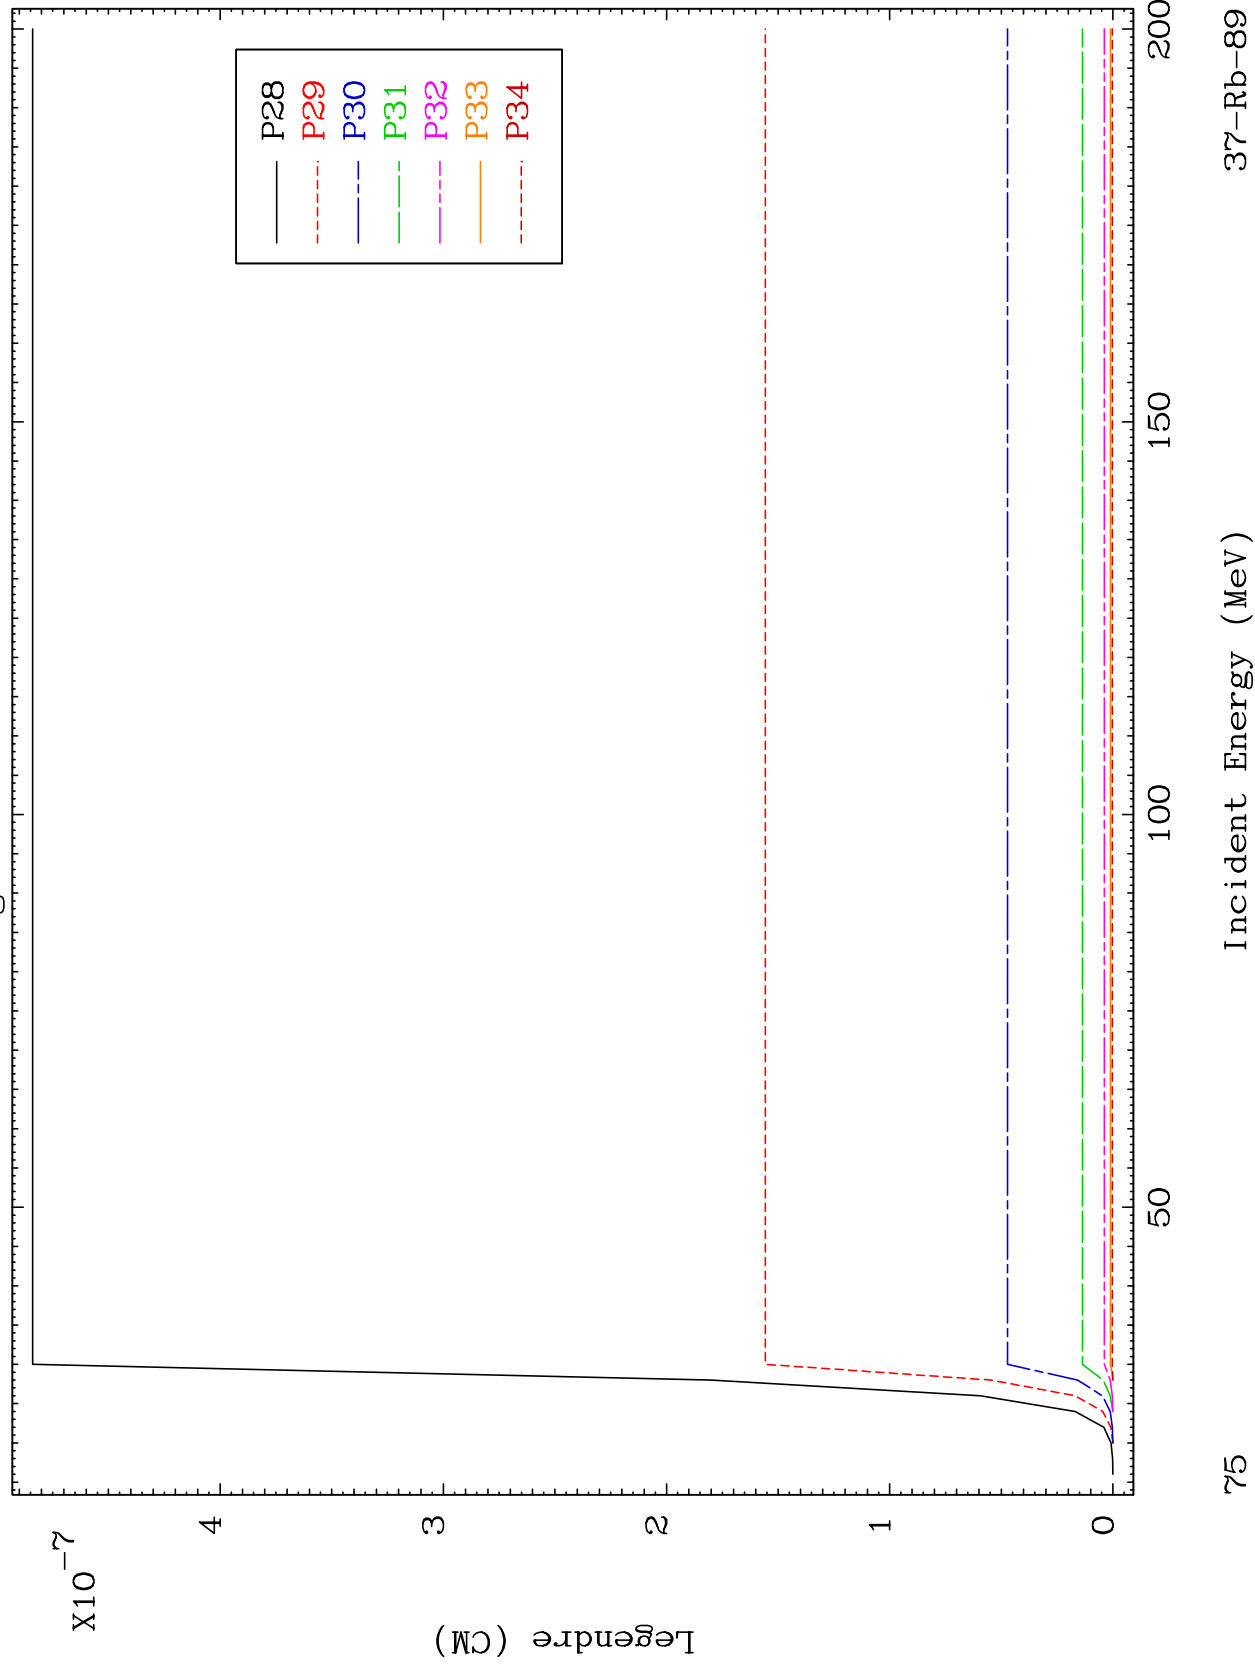 X10-7
Legendre (CM)
4
3
2
1
0
P28
P29
P30
P31
P32
P33
P34
50
100
150
200
75
Incident Energy (MeV)
37-Rb-89